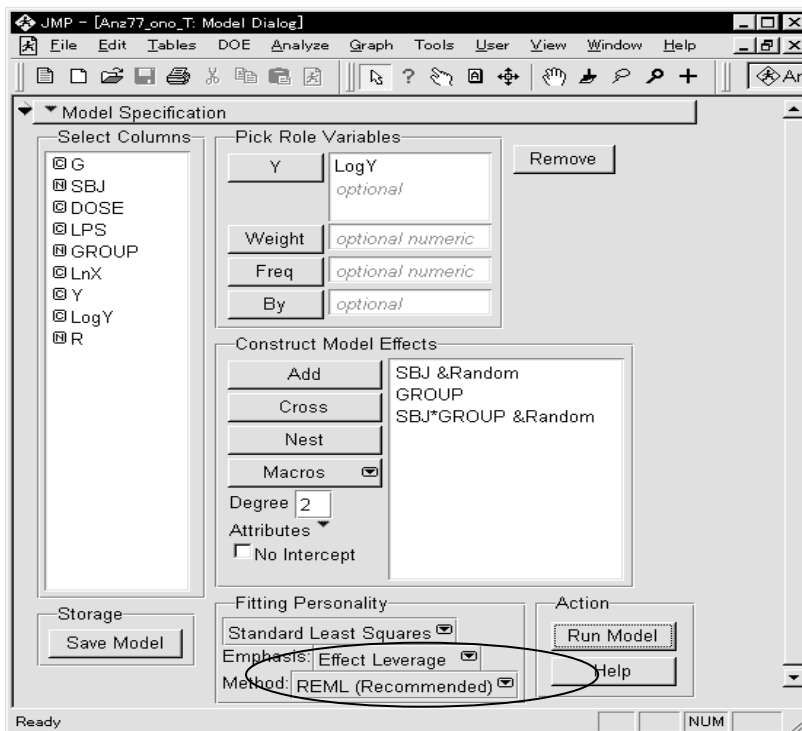 JMP - [Anz77_ono_T: Model Dialog]
File Edit Tables DOE Analyze Graph Tools User View Window Help
Model Specification
Select Columns
G
SBJ
DOSE
LPS
GROUP
LnX
Y
LogY
R
Pick Role Variables
Y LogY
optional
Weight optional numeric
Freq optional numeric
By optional
Remove
Construct Model Effects
Add
Cross
Nest
Macros
Degree 2
Attributes
No Intercept
SBJ &Random
GROUP
SBJ*GROUP &Random
Storage
Save Model
Fitting Personality
Standard Least Squares
Emphasis: Effect Leverage
Method: REML (Recommended)
Action
Run Model
Help
Ready NUM